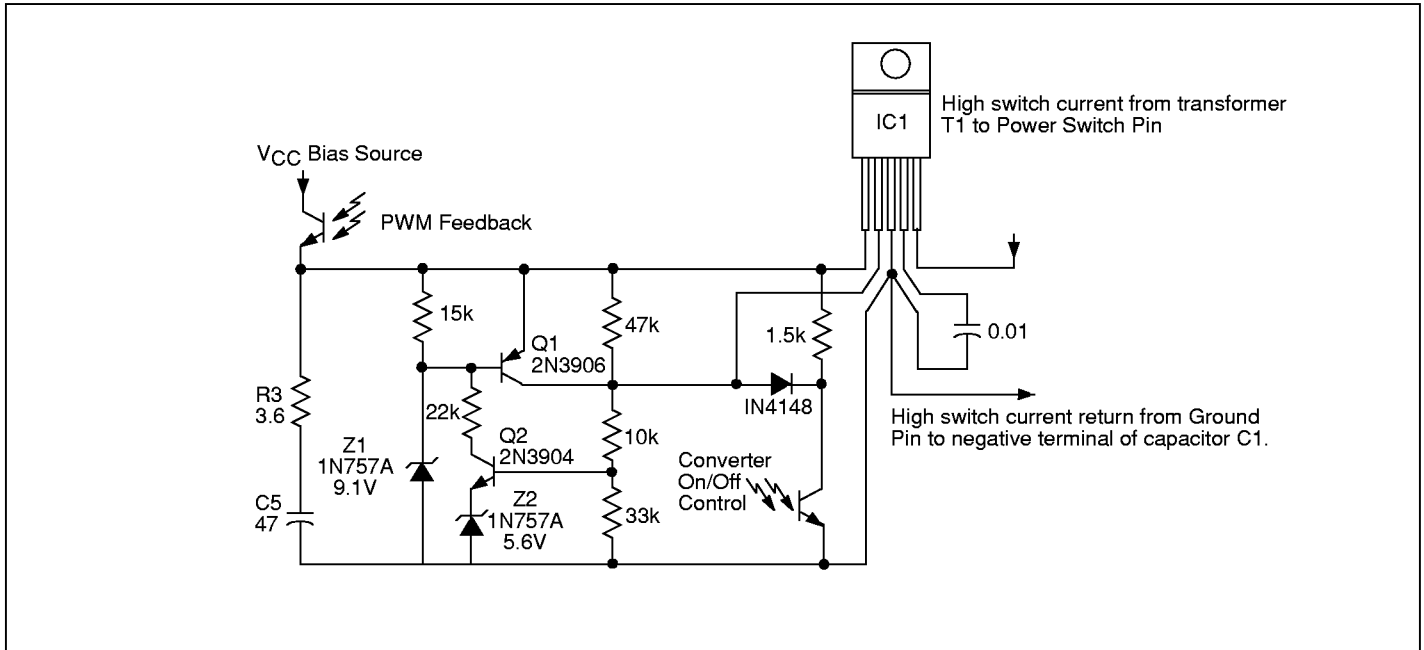 IC1
High switch current from transformer
T1 to Power Switch Pin
VCC Bias Source
PWM Feedback
15k
47k
1.5k
0.01
Q1
2N3906
IN4148
R3
3.6
22k
10k
High switch current return from Ground
Pin to negative terminal of capacitor C1.
Q2
2N3904
Z1
1N757A
9.1V
Converter
On/Off
Control
C5
47
Z2
1N757A
5.6V
33k